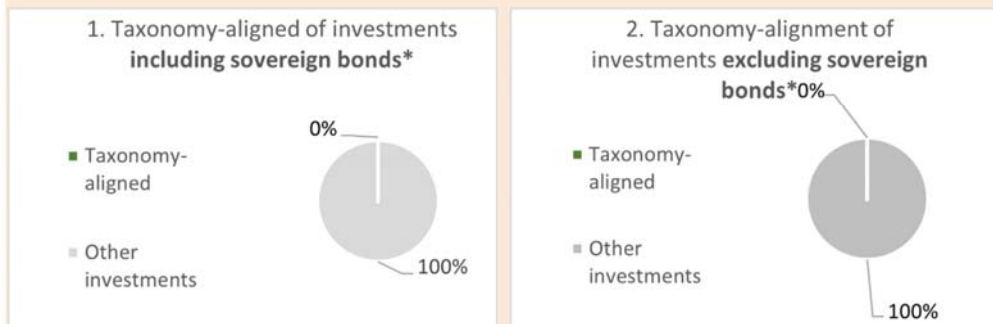 1. Taxonomy-aligned of investments
including sovereign bonds*
0%
Taxonomy-
aligned
Other
investments
100%
2. Taxonomy-alignment of
investments excluding sovereign
bonds*0%
Taxonomy-
aligned
Other
investments
100%